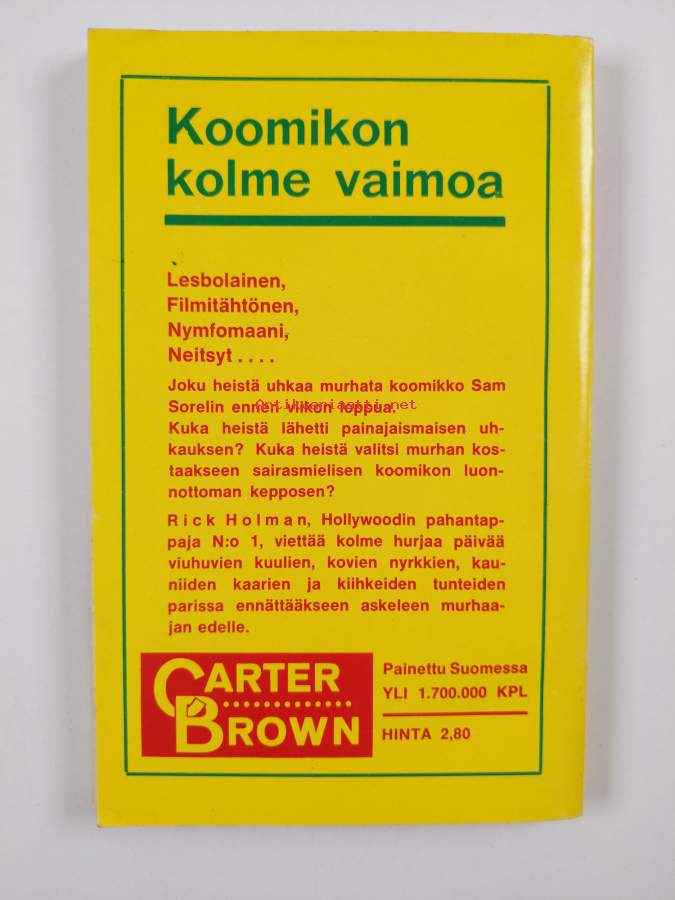 Koomikon
kolme vaimoa
Lesbolainen,
Filmitähtönen,
Nymfomaani,
Neitsyt . . . .
Joku heistä uhkaa murhata koomikko Sam
Sorelin ennen viikon loppua.
Antikvariaatti.net
Kuka heistä lähetti painajaismaisen uh-
kauksen? Kuka heistä valitsi murhan kos-
taakseen sairasmielisen koomikon luon-
nottoman kepposen?
Rick Holman, Hollywoodin pahantap-
paja N:o 1, viettää kolme hurjaa päivää
viuhuvien kuulien, kovien nyrkkien, kau-
niiden kaarien ja kiihkeiden tunteiden
parissa ennättääkseen askeleen murhaa-
jan edelle.
CARTER
BROWN
Painettu Suomessa
YLI 1.700.000 KPL
HINTA 2,80